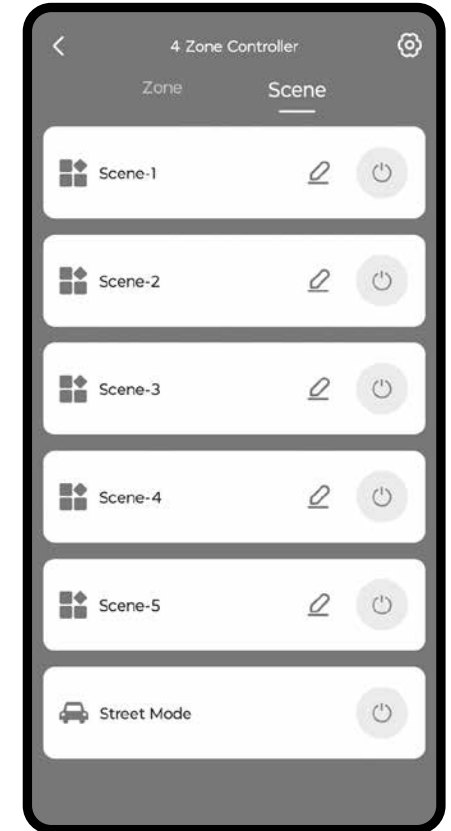 4 Zone Controller
Zone Scene
Scene-1
Scene-2
Scene-3
Scene-4
Scene-5
Street Mode